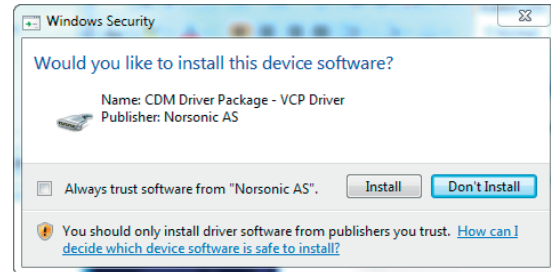 Windows Security
Would you like to install this device software?
Name: CDM Driver Package - VCP Driver
Publisher: Norsonic AS
Always trust software from "Norsonic AS".
Install
Don't Install
You should only install driver software from publishers you trust. How can I
decide which device software is safe to install?